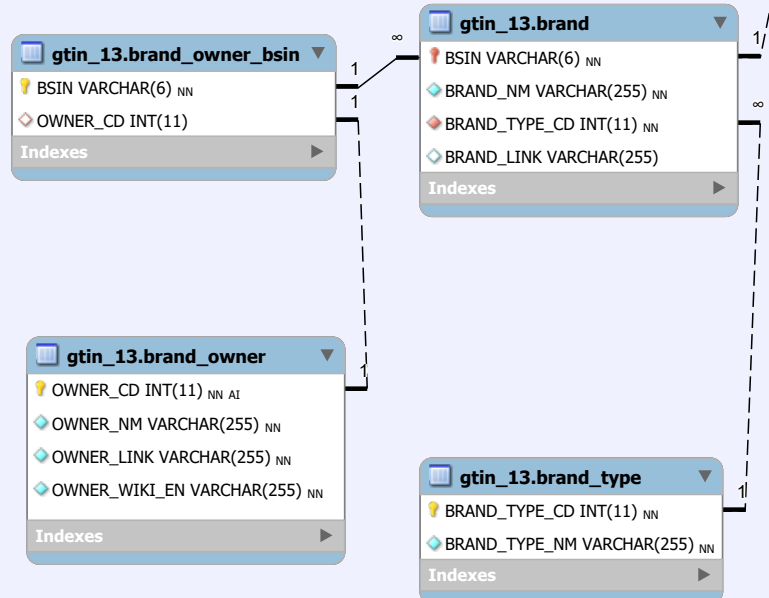 gtin_13.brand_owner_bsin
BSIN VARCHAR(6) NN
OWNER_CD INT(11)
Indexes
1
1
∞
gtin_13.brand
BSIN VARCHAR(6) NN
BRAND_NM VARCHAR(255) NN
BRAND_TYPE_CD INT(11) NN
BRAND_LINK VARCHAR(255)
Indexes
1
∞
gtin_13.brand_owner
OWNER_CD INT(11) NN AI
OWNER_NM VARCHAR(255) NN
OWNER_LINK VARCHAR(255) NN
OWNER_WIKI_EN VARCHAR(255) NN
Indexes
1
gtin_13.brand_type
BRAND_TYPE_CD INT(11) NN
BRAND_TYPE_NM VARCHAR(255) NN
Indexes
1